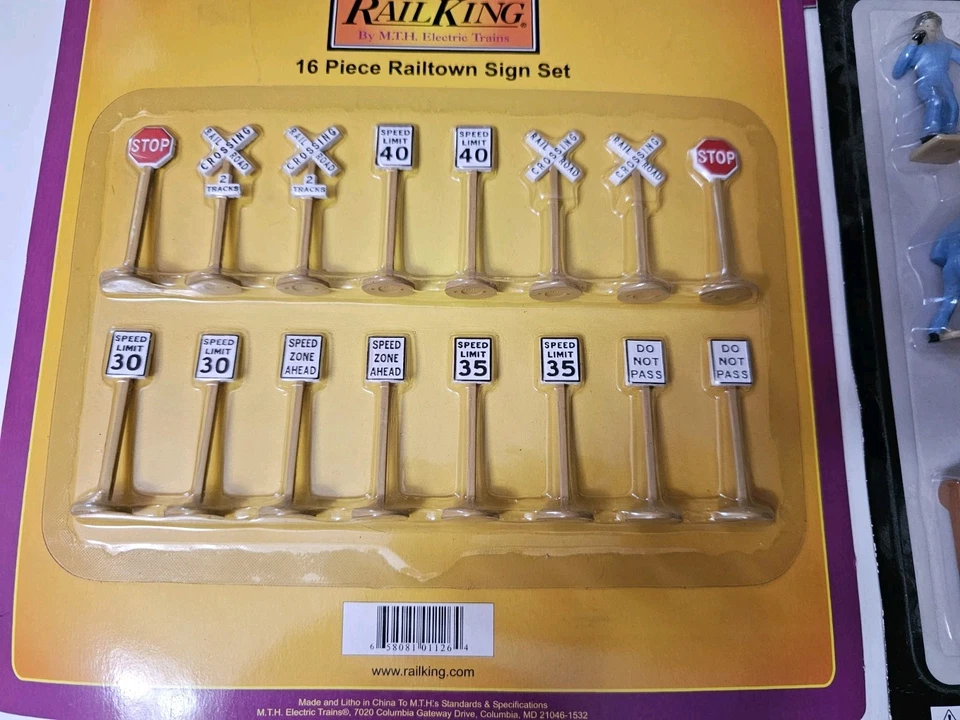 RAILKING®
By M.T.H. Electric Trains
16 Piece Railtown Sign Set
STOP
RAIL ROAD
CROSSING
2
TRACKS
RAIL ROAD
CROSSING
2
TRACKS
SPEED
LIMIT
40
SPEED
LIMIT
40
RAIL ROAD
CROSSING
RAIL ROAD
CROSSING
STOP
SPEED
LIMIT
30
SPEED
LIMIT
30
SPEED
ZONE
AHEAD
SPEED
ZONE
AHEAD
SPEED
LIMIT
35
SPEED
LIMIT
35
DO
NOT
PASS
DO
NOT
PASS
6 58081 01126 4
www.railking.com
Made and Litho in China To M.T.H.'s Standards & Specifications
M.T.H. Electric Trains®, 7020 Columbia Gateway Drive, Columbia, MD 21046-1532